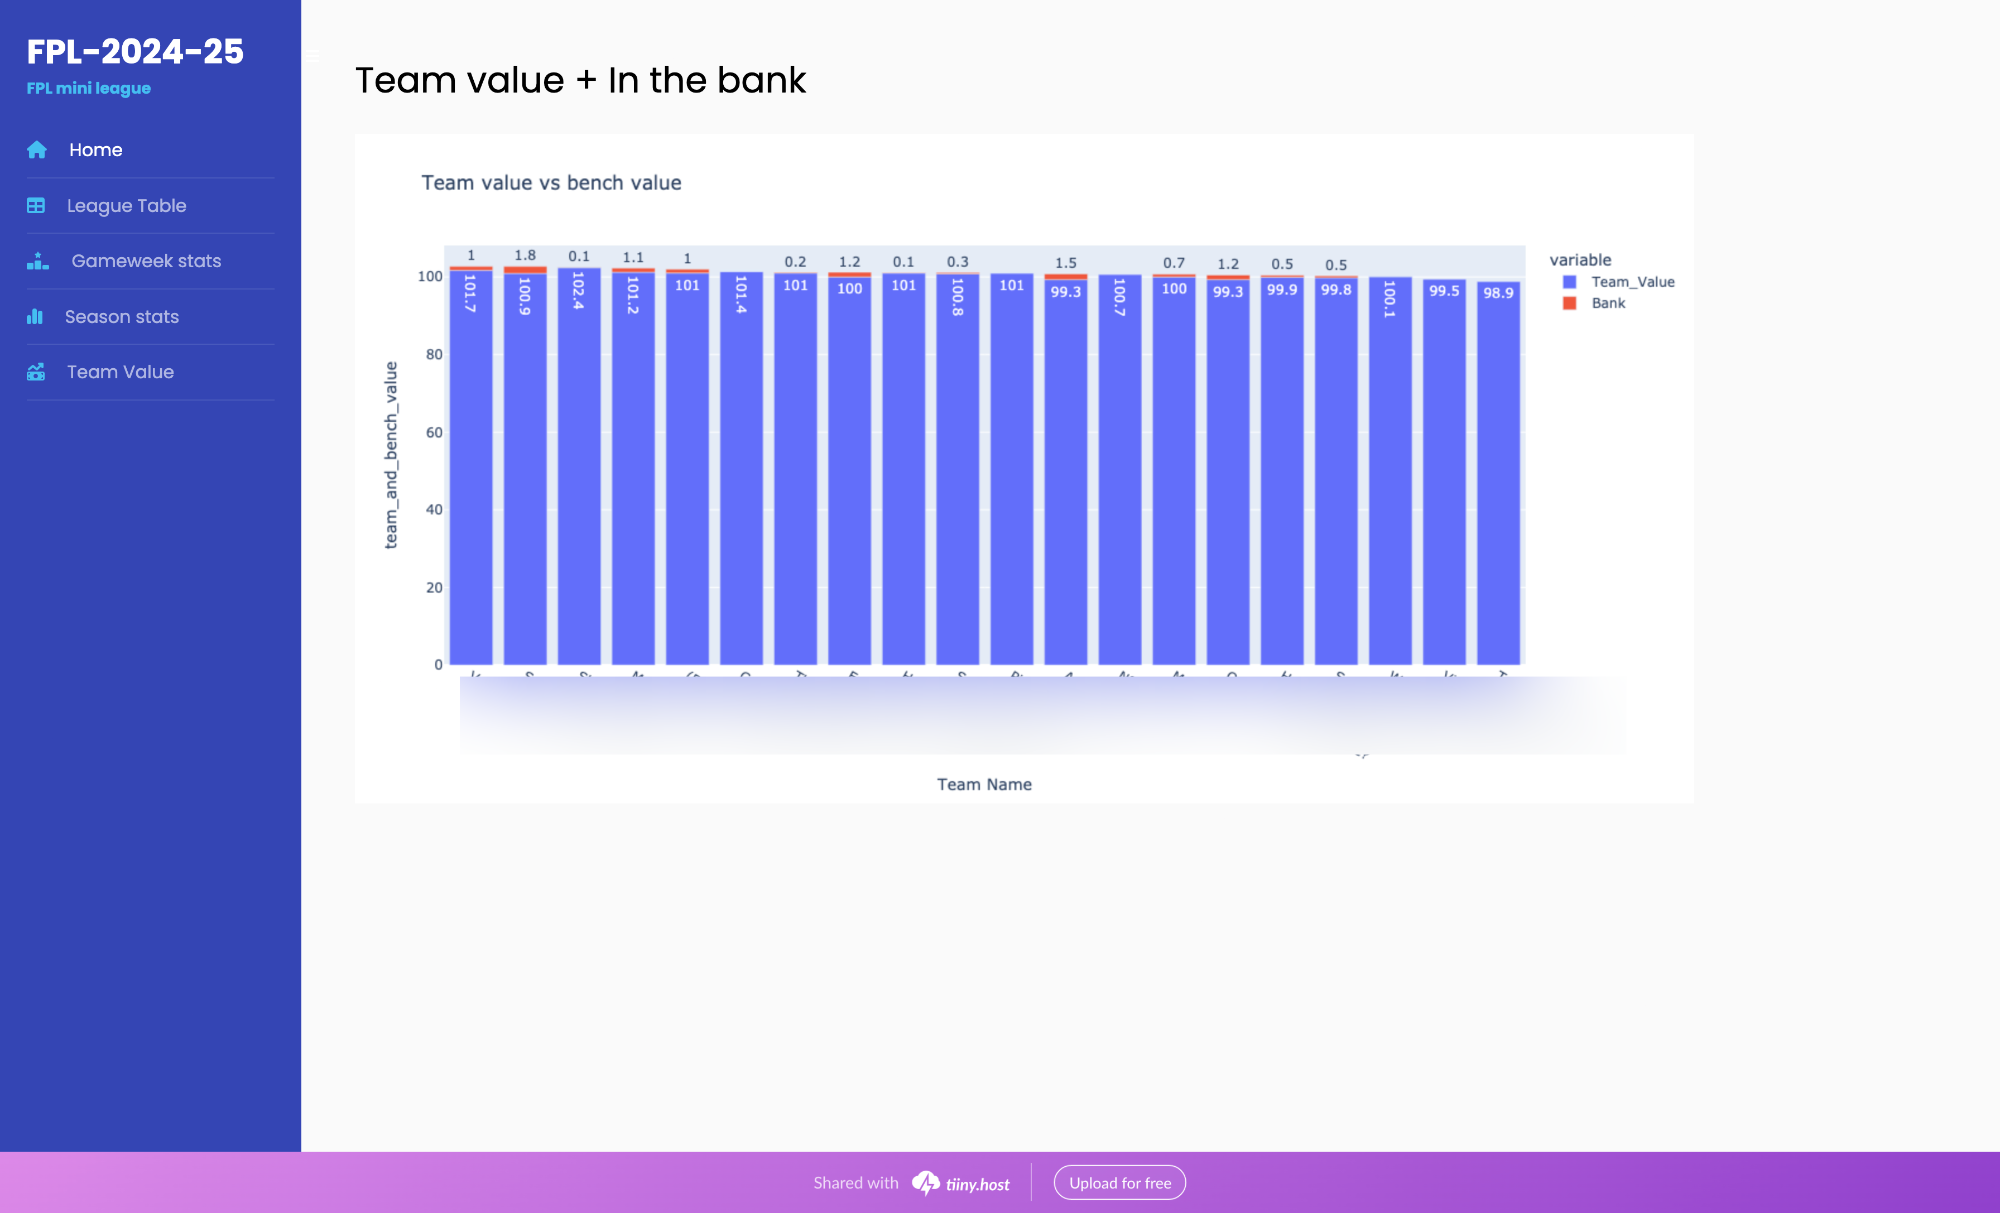 FPL-2024-25
FPL mini league
Home
League Table
Gameweek stats
Season stats
Team Value
Team value + In the bank
Team value vs bench value
1 1.8 0.1 1.1 1 0.2 1.2 0.1 0.3 1.5 0.7 1.2 0.5 0.5
101.7 100.9 102.4 101.2 101 101.4 101 100 101 100.8 101 99.3 100.7 100 99.3 99.9 99.8 100.1 99.5 98.9
100
80
60
40
20
0
team_and_bench_value
variable
Team_Value
Bank
Team Name
Shared with tiiny.host
Upload for free